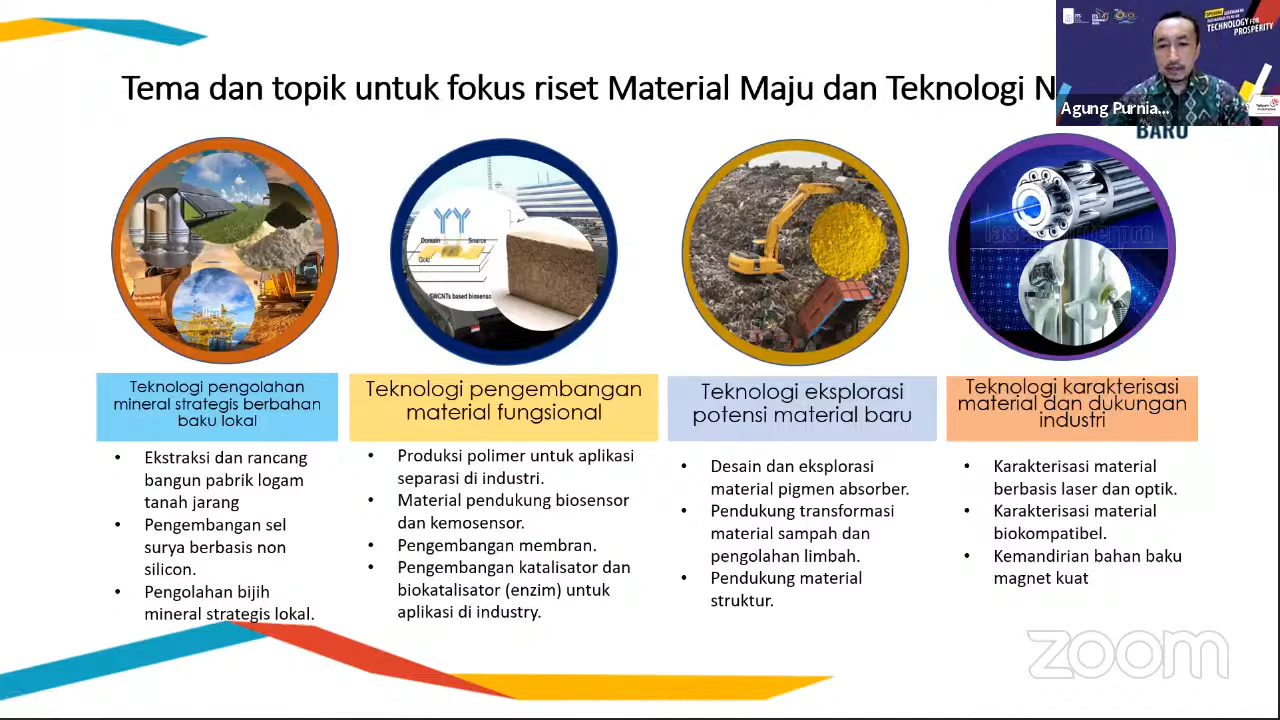 TECHNOLOGY FOR
PROSPERITY
Agung Purnia...
Tema dan topik untuk fokus riset Material Maju dan Teknologi N
BARU
Domain
Source
Gold
SWCNTs based biosenso
Teknologi pengolahan
mineral strategis berbahan
baku lokal
Ekstraksi dan rancang
bangun pabrik logam
tanah jarang
Pengembangan sel
surya berbasis non
silicon.
Pengolahan bijih
mineral strategis lokal.
Teknologi pengembangan
material fungsional
Produksi polimer untuk aplikasi
separasi di industri.
Material pendukung biosensor
dan kemosensor.
Pengembangan membran.
Pengembangan katalisator dan
biokatalisator (enzim) untuk
aplikasi di industry.
Teknologi eksplorasi
potensi material baru
Desain dan eksplorasi
material pigmen absorber.
Pendukung transformasi
material sampah dan
pengolahan limbah.
Pendukung material
struktur.
Teknologi karakterisasi
material dan dukungan
industri
Karakterisasi material
berbasis laser dan optik.
Karakterisasi material
biokompatibel.
Kemandirian bahan baku
magnet kuat
zoom